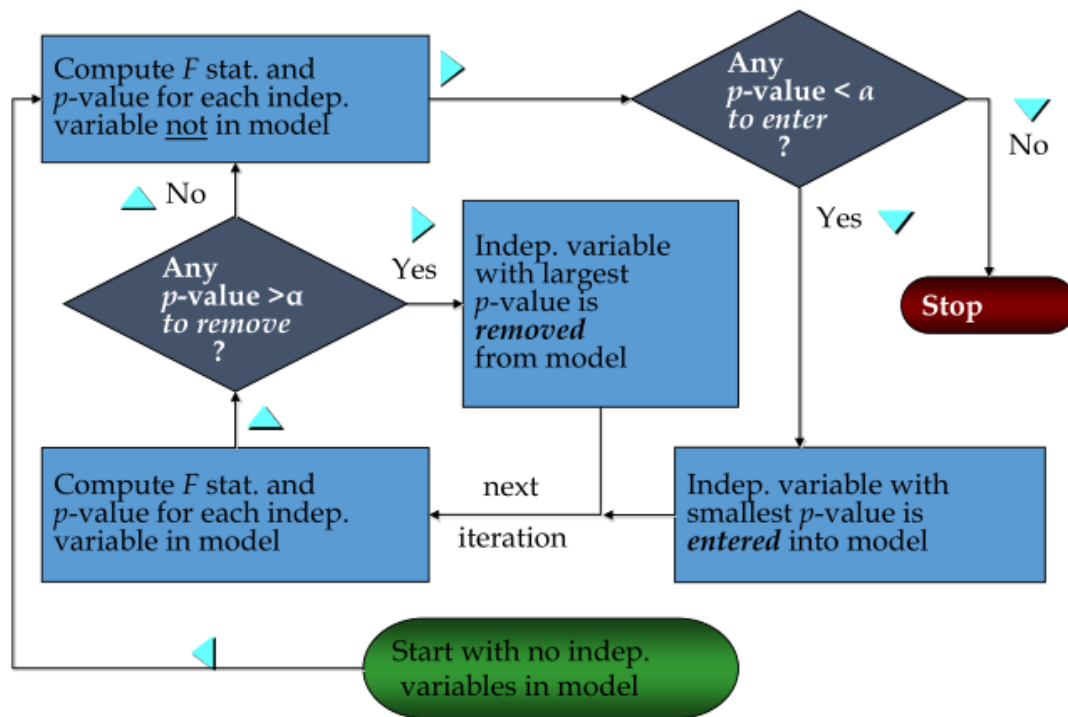 Compute F stat. and
p-value for each indep.
variable not in model
Any
p-value < a
to enter
?
No
Yes
Stop
No
Any
p-value >α
to remove
?
Yes
Indep. variable
with largest
p-value is
removed
from model
Compute F stat. and
p-value for each indep.
variable in model
next
iteration
Indep. variable with
smallest p-value is
entered into model
Start with no indep.
variables in model